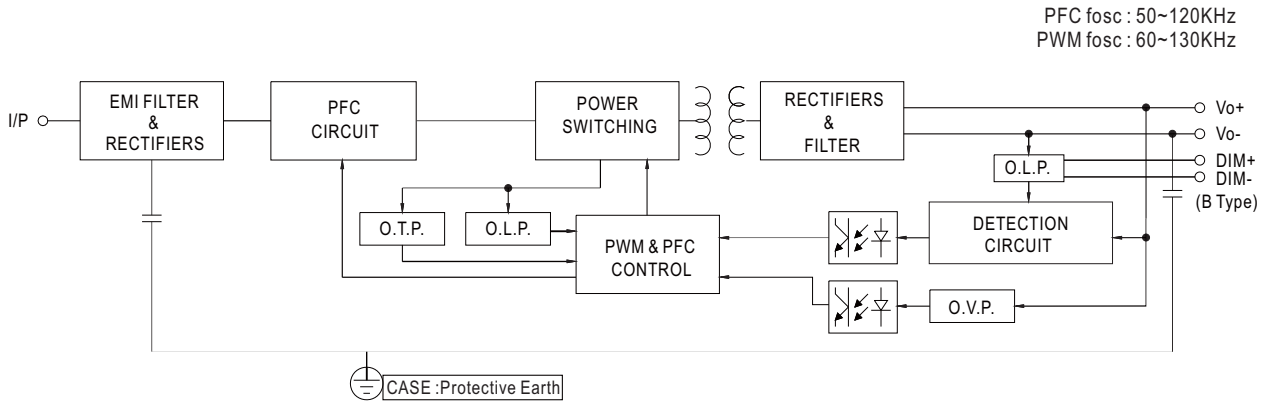 PFC fosc : 50~120KHz
PWM fosc : 60~130KHz
I/P
EMI FILTER
&
RECTIFIERS
PFC
CIRCUIT
POWER
SWITCHING
RECTIFIERS
&
FILTER
Vo+
Vo-
DIM+
DIM-
(B Type)
O.L.P.
O.T.P.
O.L.P.
PWM & PFC
CONTROL
DETECTION
CIRCUIT
O.V.P.
CASE :Protective Earth